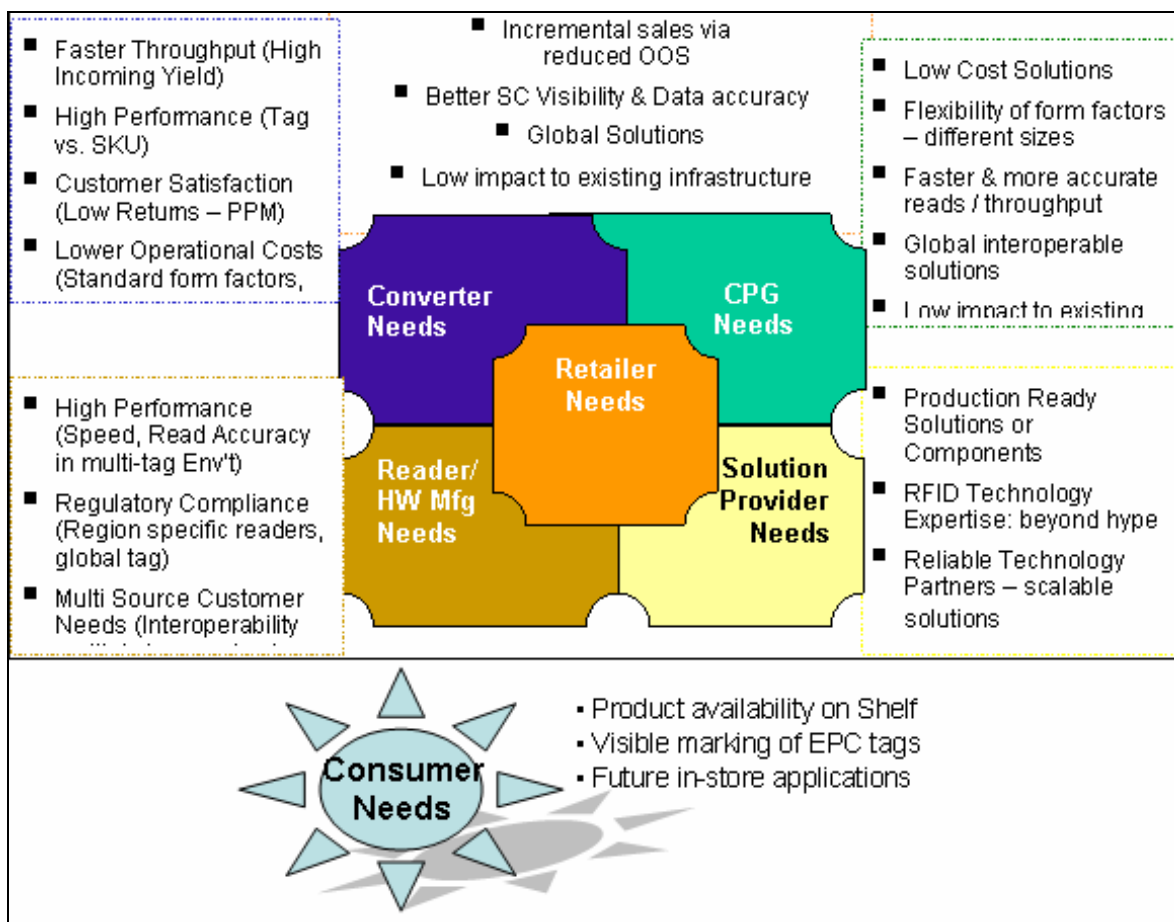 ■ Faster Throughput (High
Incoming Yield)
■ High Performance (Tag
vs. SKU)
■ Customer Satisfaction
(Low Returns – PPM)
■ Lower Operational Costs
(Standard form factors,
■ Incremental sales via
reduced OOS
■ Better SC Visibility & Data accuracy
■ Global Solutions
■ Low impact to existing infrastructure
■ Low Cost Solutions
■ Flexibility of form factors
– different sizes
■ Faster & more accurate
reads / throughput
■ Global interoperable
solutions
■ Low impact to existing
Converter
Needs
CPG
Needs
Retailer
Needs
Reader/
HW Mfg
Needs
Solution
Provider
Needs
■ High Performance
(Speed, Read Accuracy
in multi-tag Env't)
■ Regulatory Compliance
(Region specific readers,
global tag)
■ Multi Source Customer
Needs (Interoperability
■ Production Ready
Solutions or
Components
■ RFID Technology
Expertise: beyond hype
■ Reliable Technology
Partners – scalable
solutions
Consumer
Needs
▪ Product availability on Shelf
▪ Visible marking of EPC tags
▪ Future in-store applications